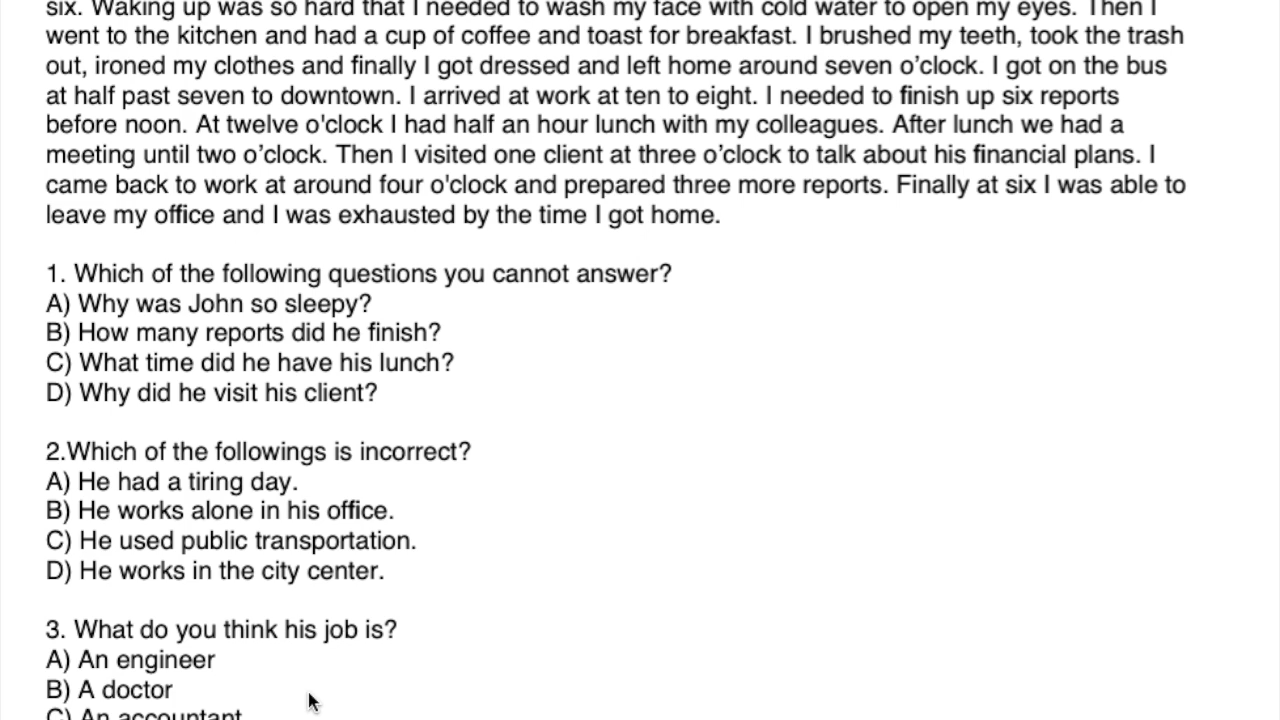 six. Waking up was so hard that I needed to wash my face with cold water to open my eyes. Then I
went to the kitchen and had a cup of coffee and toast for breakfast. I brushed my teeth, took the trash
out, ironed my clothes and finally I got dressed and left home around seven o’clock. I got on the bus
at half past seven to downtown. I arrived at work at ten to eight. I needed to finish up six reports
before noon. At twelve o'clock I had half an hour lunch with my colleagues. After lunch we had a
meeting until two o’clock. Then I visited one client at three o’clock to talk about his financial plans. I
came back to work at around four o'clock and prepared three more reports. Finally at six I was able to
leave my office and I was exhausted by the time I got home.
1. Which of the following questions you cannot answer?
A) Why was John so sleepy?
B) How many reports did he finish?
C) What time did he have his lunch?
D) Why did he visit his client?
2.Which of the followings is incorrect?
A) He had a tiring day.
B) He works alone in his office.
C) He used public transportation.
D) He works in the city center.
3. What do you think his job is?
A) An engineer
B) A doctor
C) An accountant